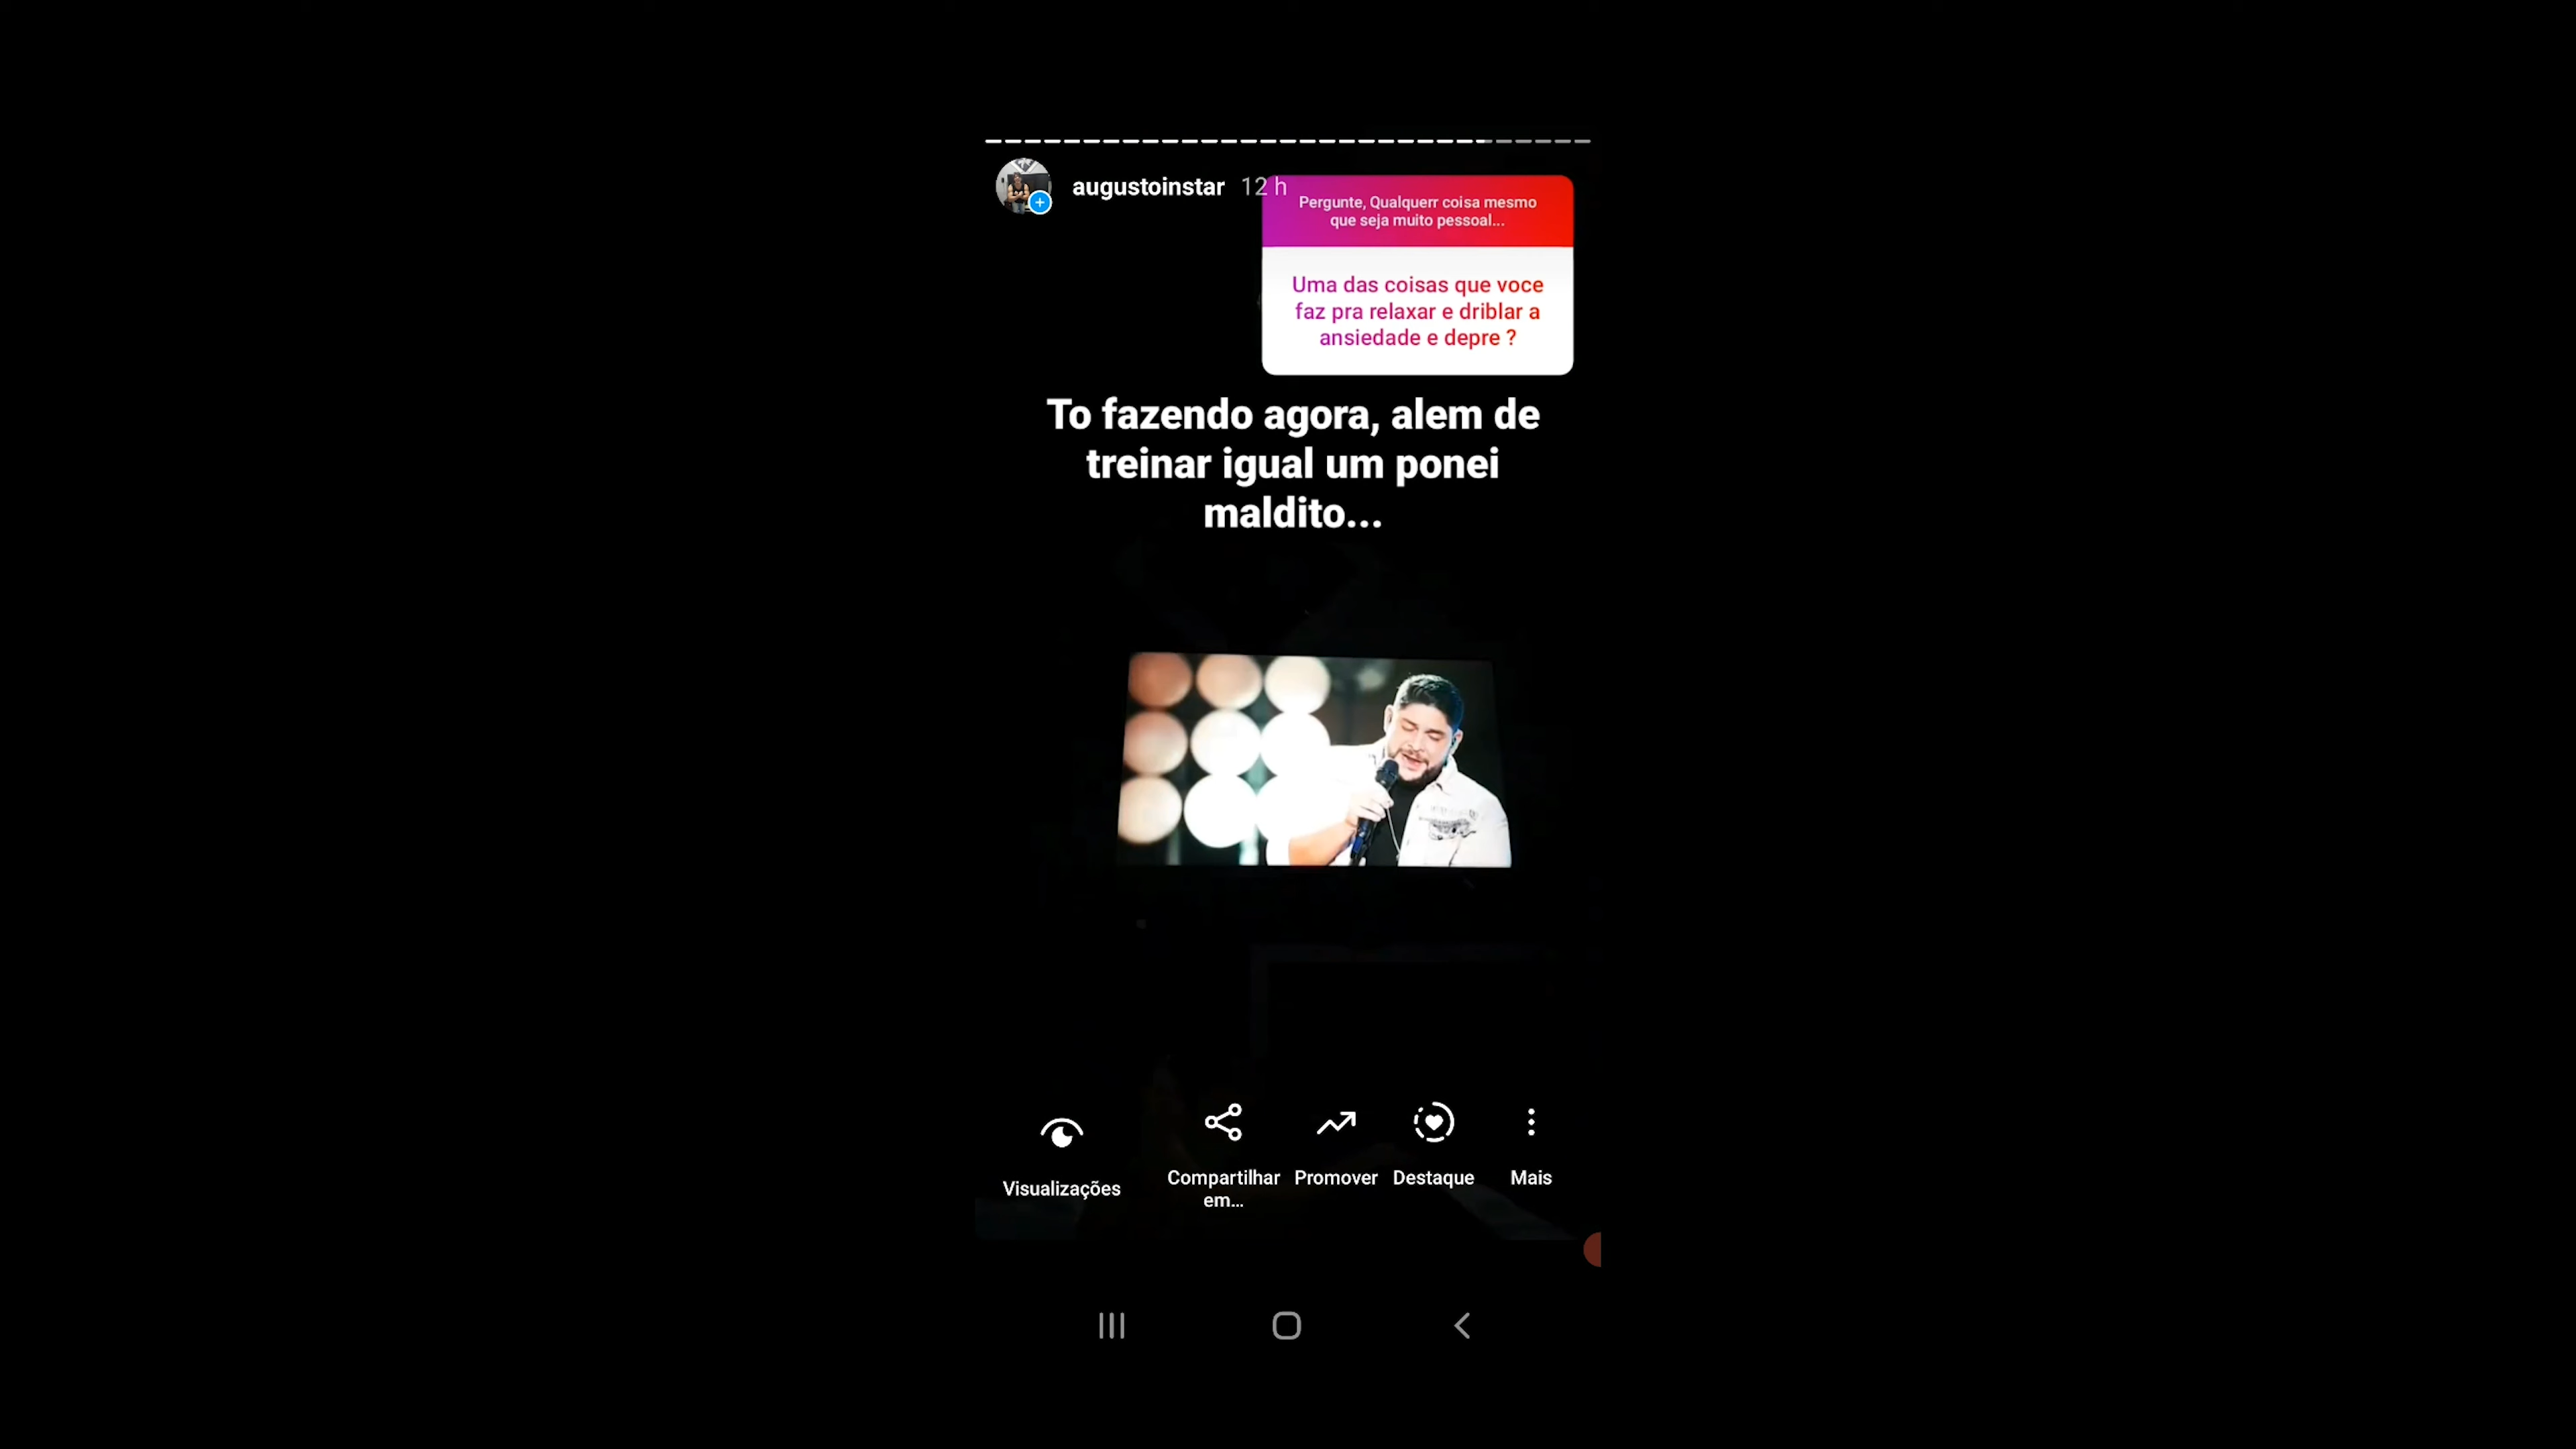 augustoinstar 12 h
Pergunte, Qualquerr coisa mesmo
que seja muito pessoal...
Uma das coisas que voce
faz pra relaxar e driblar a
ansiedade e depre ?
To fazendo agora, alem de
treinar igual um ponei
maldito...
Visualizações
Compartilhar
em...
Promover
Destaque
Mais